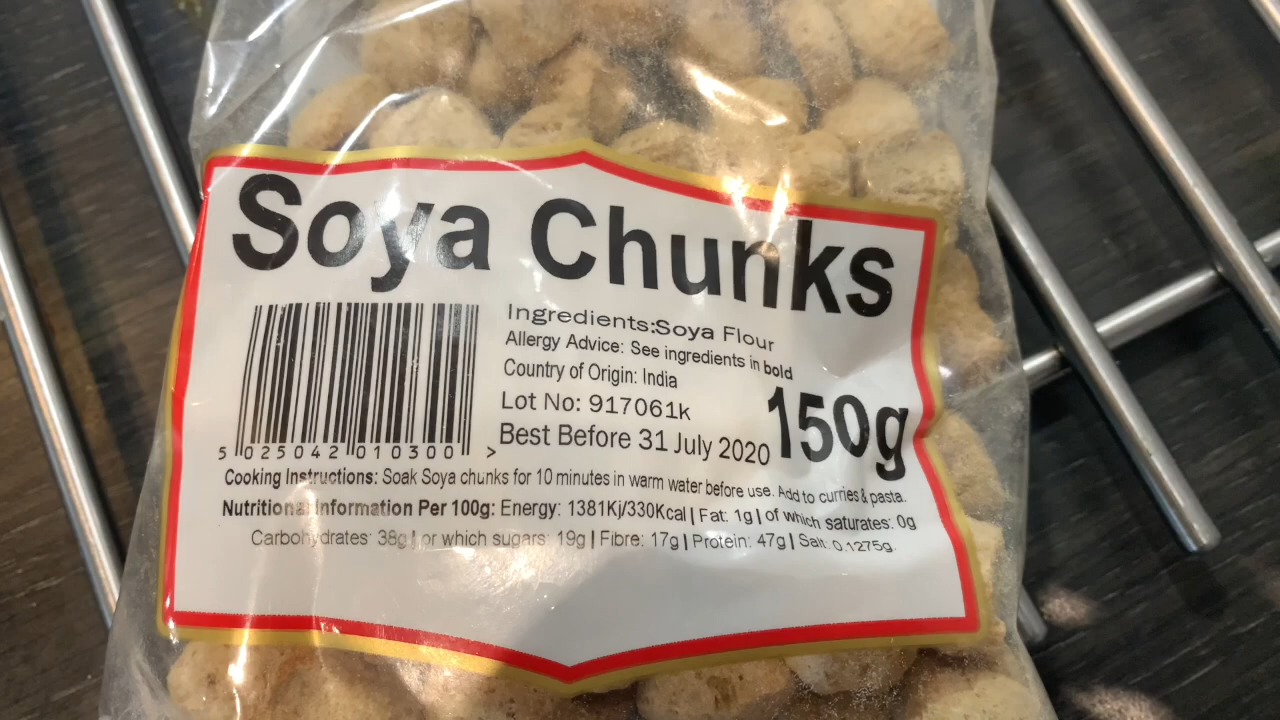 Soya Chunks
Ingredients:Soya Flour
Allergy Advice: See ingredients in bold
Country of Origin: India
Lot No: 917061k
Best Before 31 July 2020
150g
5 025042 010300 >
Cooking Instructions: Soak Soya chunks for 10 minutes in warm water before use. Add to curries & pasta.
Nutritional Information Per 100g: Energy: 1381Kj/330Kcal | Fat: 1g | of which saturates: 0g
Carbohydrates: 38g | or which sugars: 19g | Fibre: 17g | Protein: 47g | Salt: 0.1275g.